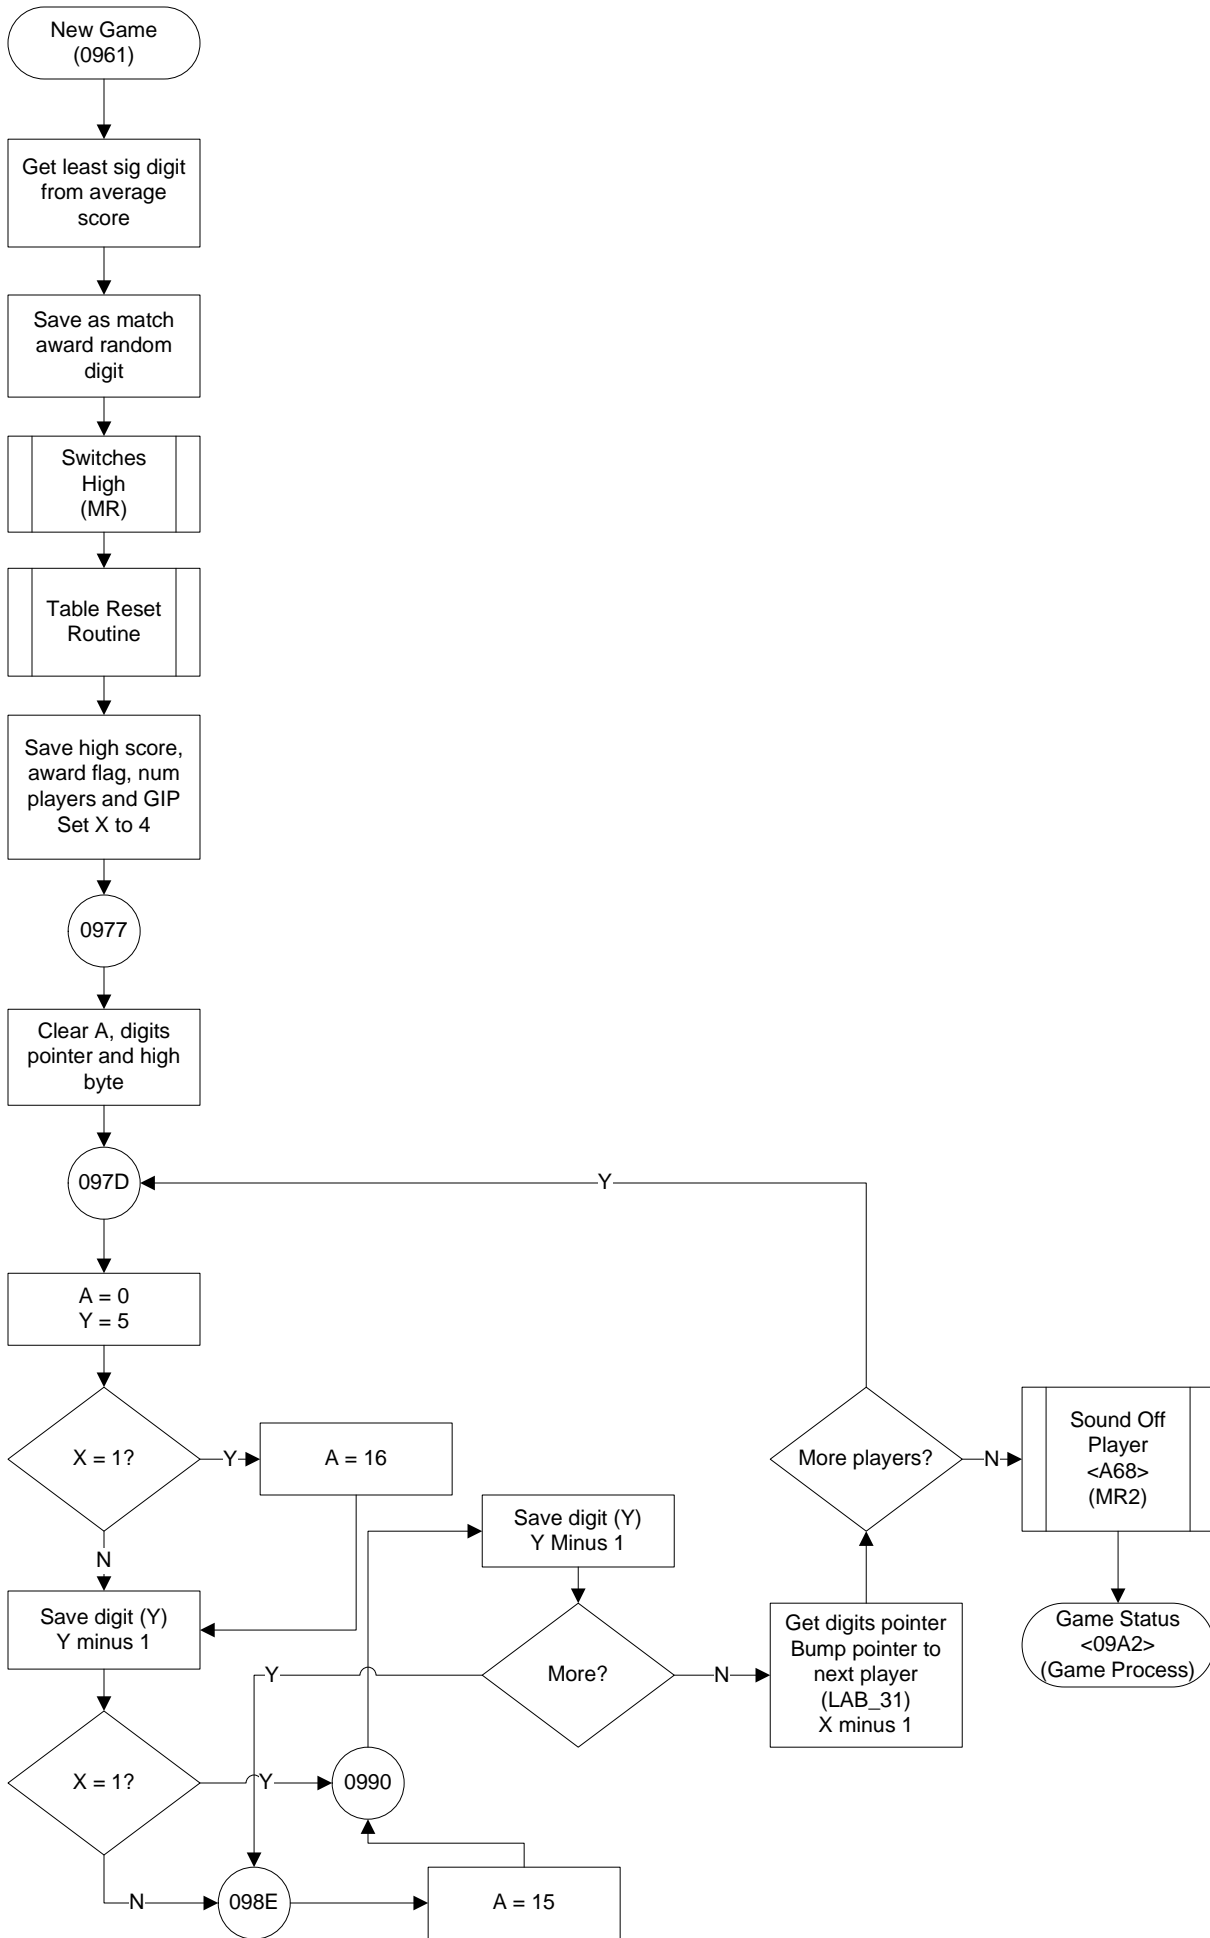 New Game
(0961)
Get least sig digit
from average
score
Save as match
award random
digit
Switches
High
(MR)
Table Reset
Routine
Save high score,
award flag, num
players and GIP
Set X to 4
0977
Clear A, digits
pointer and high
byte
097D
Y
A = 0
Y = 5
X = 1?
Y
A = 16
N
Save digit (Y)
Y minus 1
X = 1?
Y
N
0990
098E
A = 15
Save digit (Y)
Y Minus 1
More?
Y
N
Get digits pointer
Bump pointer to
next player
(LAB_31)
X minus 1
More players?
N
Sound Off
Player
<A68>
(MR2)
Game Status
<09A2>
(Game Process)